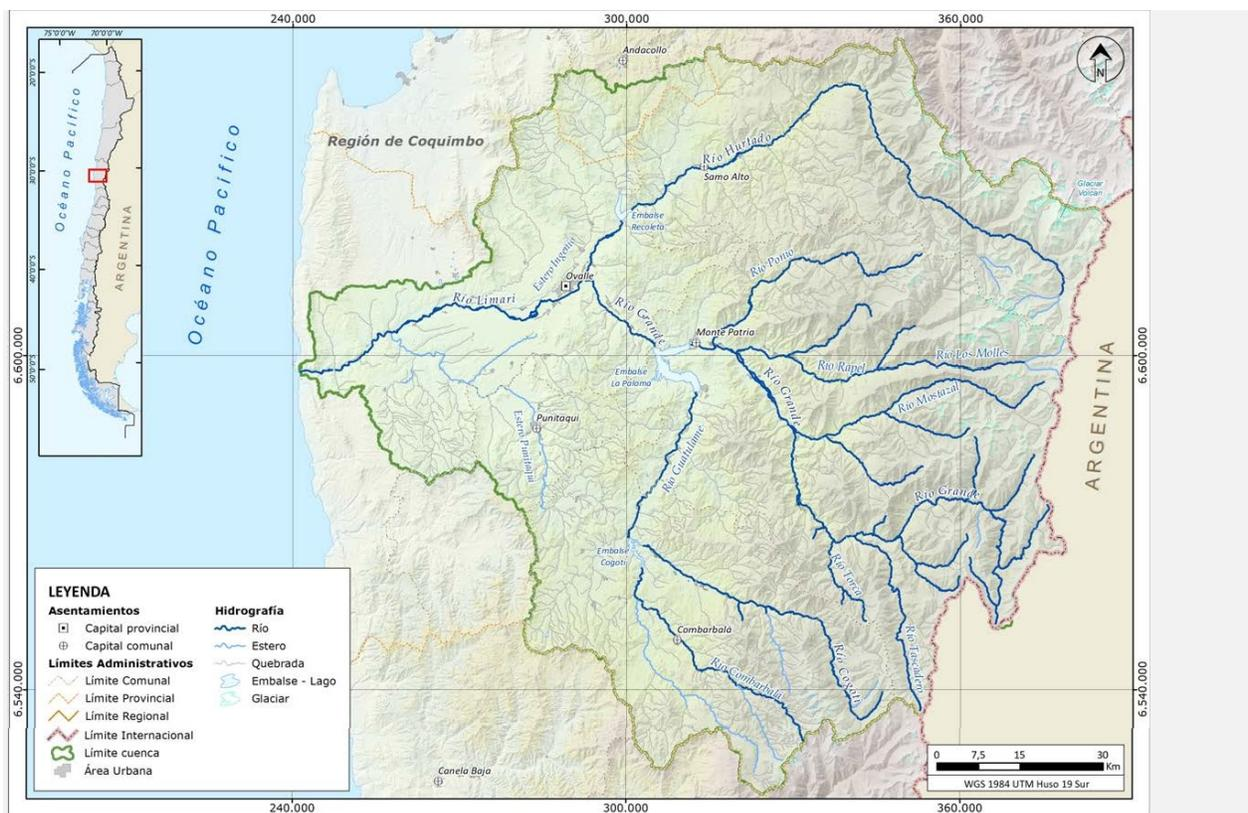 240.000
300.000
360.000
75°0'0"W
70°0'0"W
Océano Pacífico
ARGENTINA
Andacollo
N
Región de Coquimbo
Río Hurtado
Samo Alto
Glaciar
Volcán
Océano Pacífico
Embalse
Recoleta
Estero Ingenio
Ovalle
Río Ponio
Río Limarí
Río Grande
Monte Patria
6.600.000
6.600.000
Río Los Molles
Río Rapel
Embalse
La Paloma
Río Grande
Río Mostazal
ARGENTINA
Punitaqui
Estero Punitaqui
Río Guatulame
Río Grande
Embalse
Cogotí
Río Torca
Combarbalá
Río Combarbalá
Río Cogotí
Río Tascadero
6.540.000
6.540.000
Canela Baja
LEYENDA
Asentamientos
Capital provincial
Capital comunal
Límites Administrativos
Límite Comunal
Límite Provincial
Límite Regional
Límite Internacional
Límite cuenca
Área Urbana
Hidrografía
Río
Estero
Quebrada
Embalse - Lago
Glaciar
0 7,5 15 30
Km
WGS 1984 UTM Huso 19 Sur
240.000
300.000
360.000